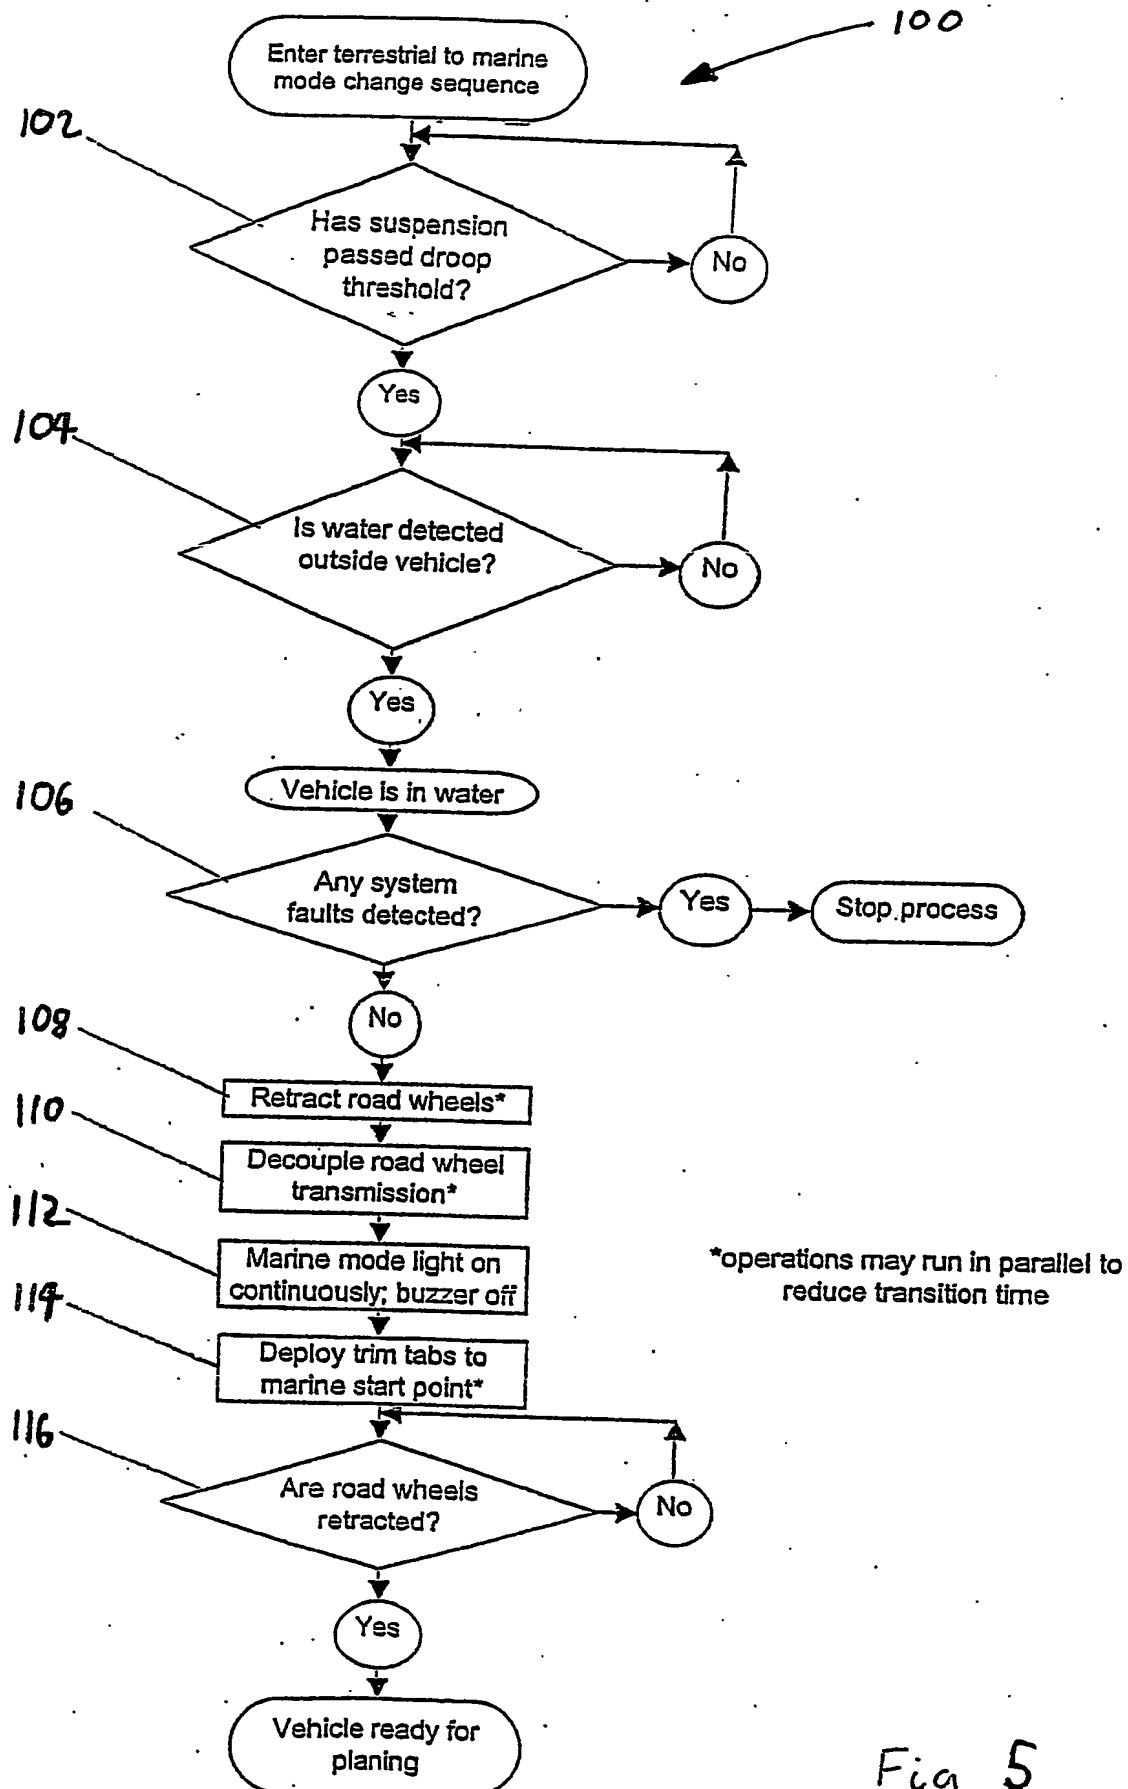 100
Enter terrestrial to marine
mode change sequence
102
Has suspension
passed droop
threshold?
No
Yes
104
Is water detected
outside vehicle?
No
Yes
Vehicle is in water
106
Any system
faults detected?
Yes
Stop process
No
108
Retract road wheels*
110
Decouple road wheel
transmission*
112
Marine mode light on
continuously; buzzer off
*operations may run in parallel to
reduce transition time
114
Deploy trim tabs to
marine start point*
116
Are road wheels
retracted?
No
Yes
Vehicle ready for
planing
Fig 5